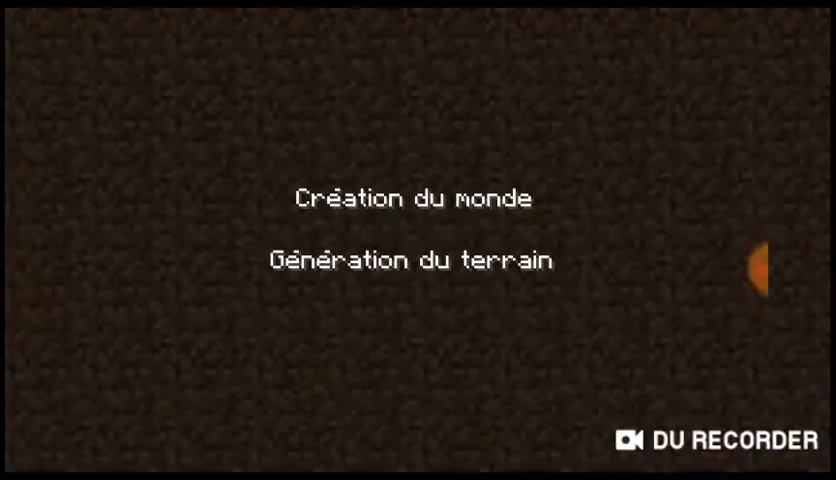 Création du monde
Génération du terrain
DU RECORDER